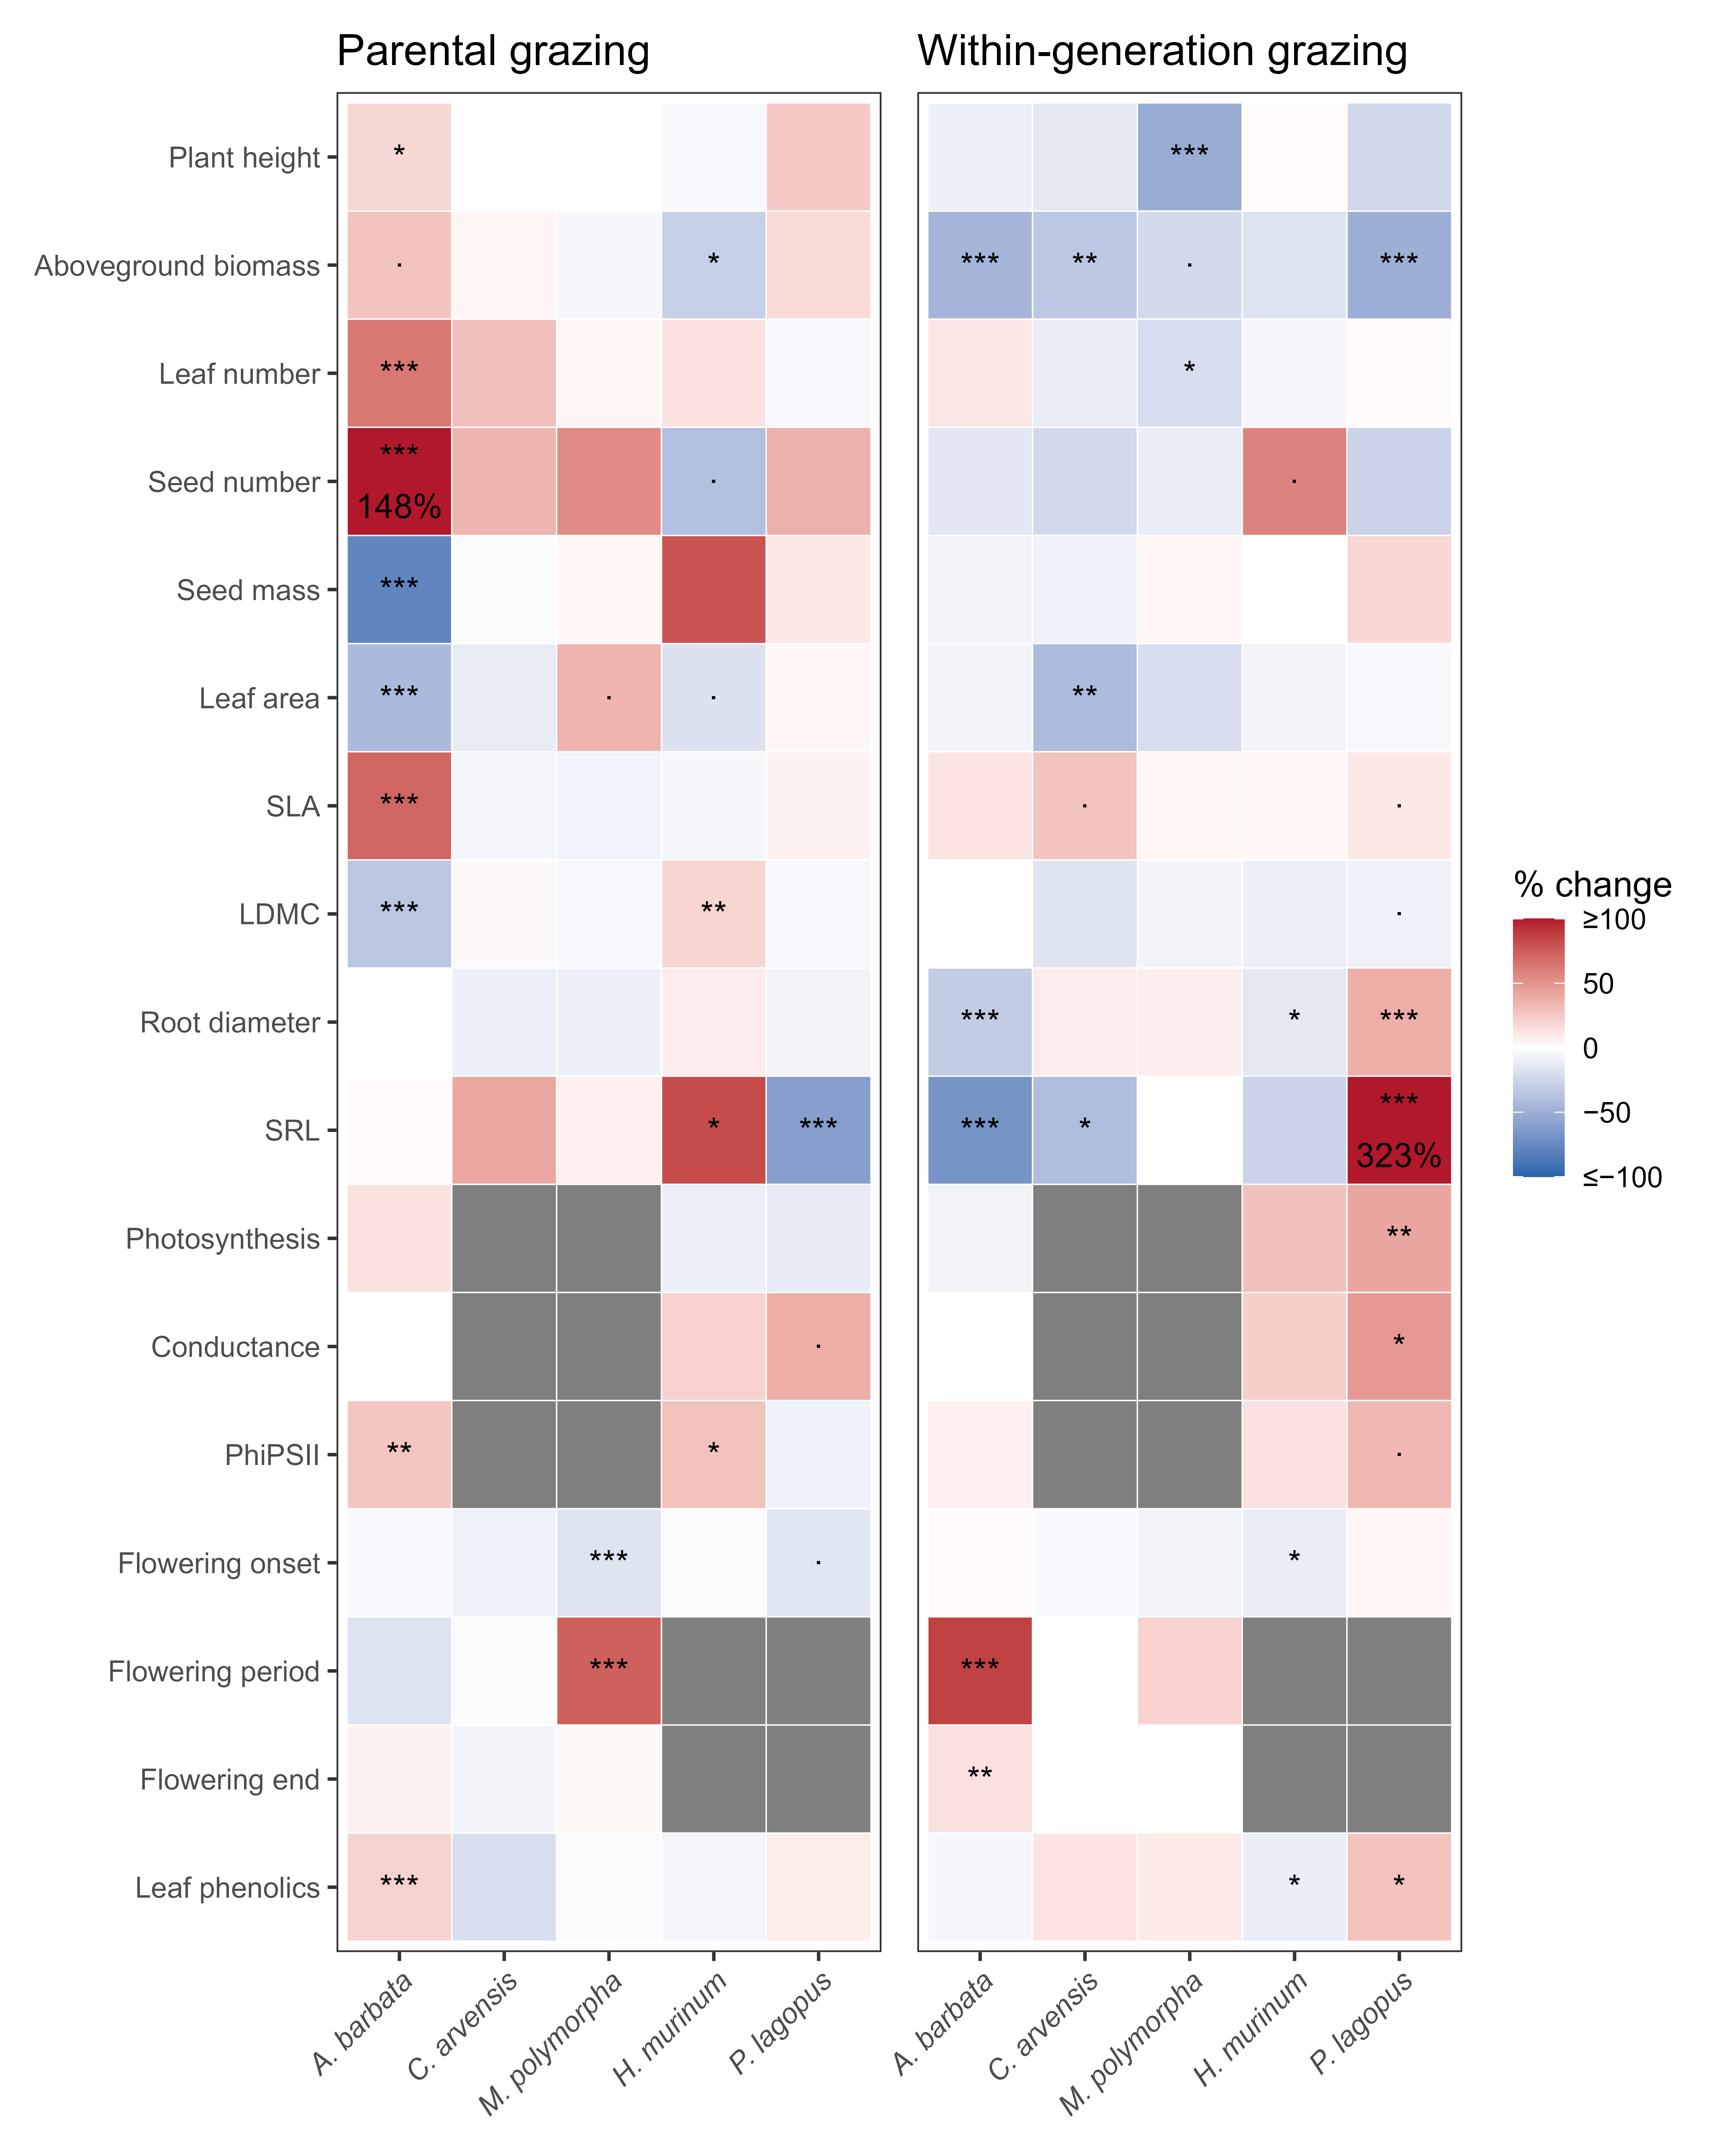 Parental grazing
Within-generation grazing
Plant height
*
***
Aboveground biomass
.
*
***
**
.
***
Leaf number
***
*
Seed number
***
148%
.
.
Seed mass
***
Leaf area
***
.
.
**
SLA
***
.
.
LDMC
***
**
.
Root diameter
***
*
***
SRL
*
***
***
*
***
323%
Photosynthesis
**
Conductance
.
*
PhiPSII
**
*
.
Flowering onset
***
.
*
Flowering period
***
***
Flowering end
**
Leaf phenolics
***
*
*
A. barbata
C. arvensis
M. polymorpha
H. murinum
P. lagopus
A. barbata
C. arvensis
M. polymorpha
H. murinum
P. lagopus
% change
≥100
50
0
−50
≤−100